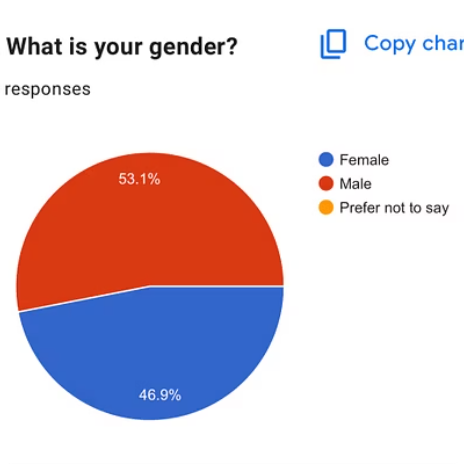 What is your gender?
Copy char
responses
53.1%
46.9%
Female
Male
Prefer not to say